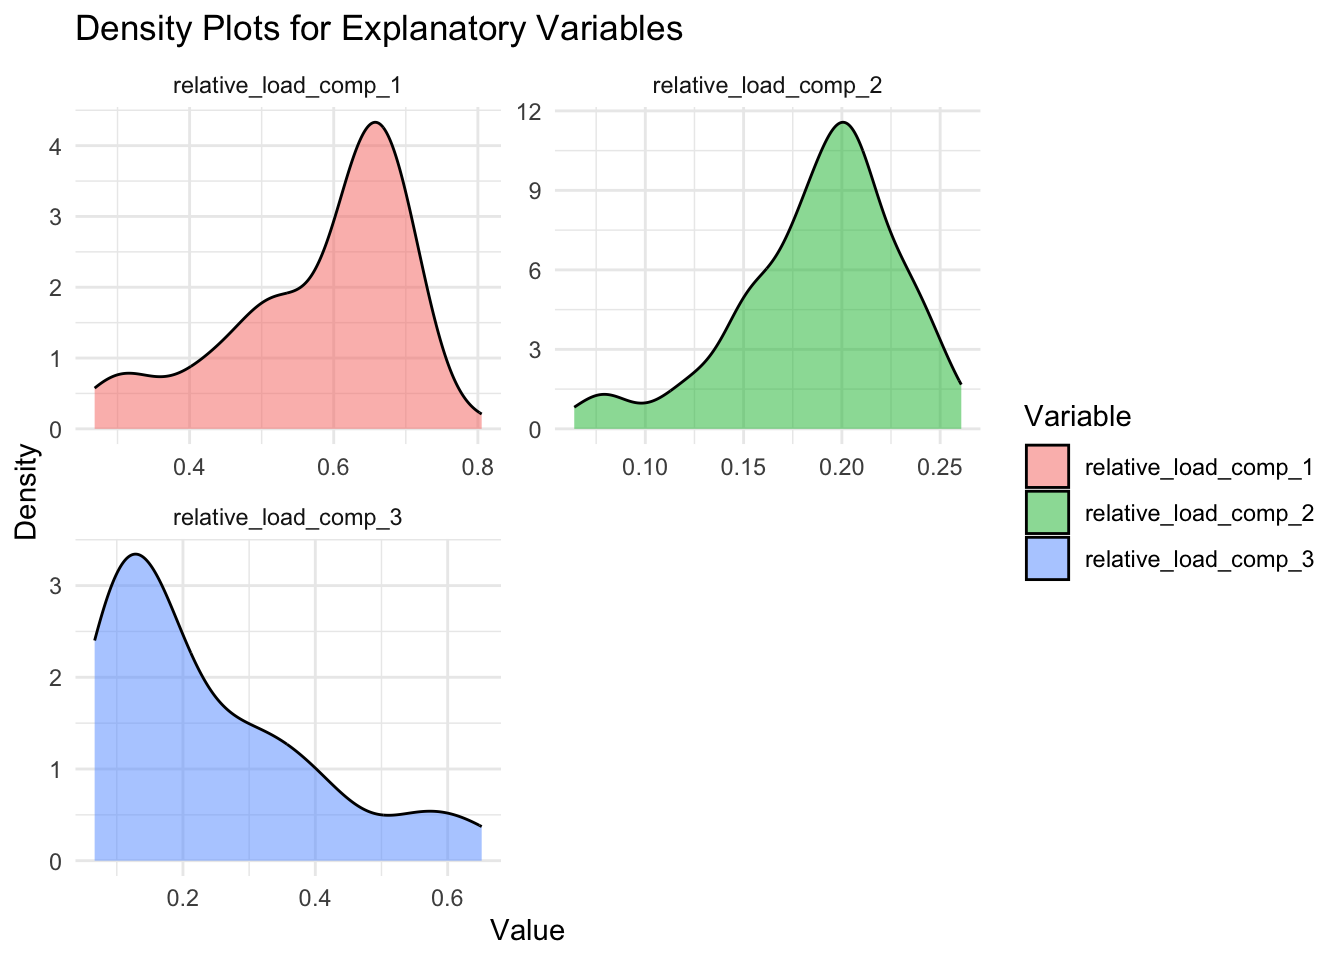 Density Plots for Explanatory Variables
relative_load_comp_1
relative_load_comp_2
4
3
2
1
0
12
9
6
3
0
0.4 0.6 0.8
0.10 0.15 0.20 0.25
relative_load_comp_3
3
2
1
0
0.2 0.4 0.6
Density
Value
Variable
relative_load_comp_1
relative_load_comp_2
relative_load_comp_3